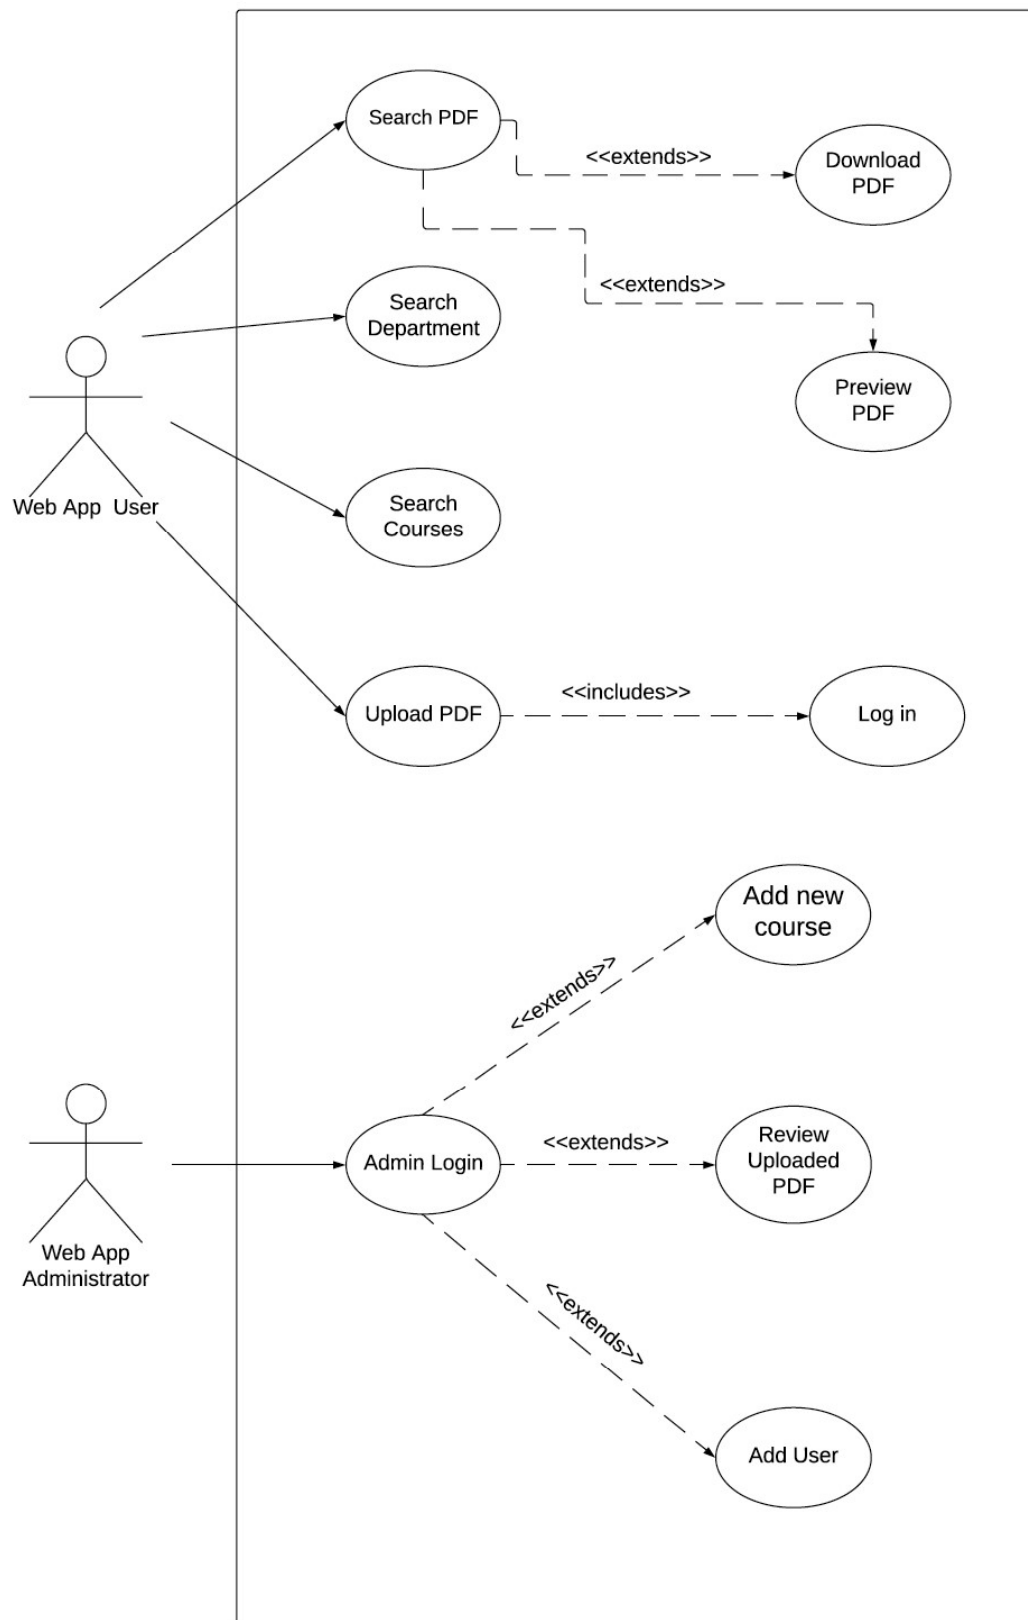 Search PDF
<<extends>>
Download
PDF
Search
Department
<<extends>>
Preview
PDF
Web App  User
Search
Courses
Upload PDF
<<includes>>
Log in
Add new
course
<<extends>>
Web App
Administrator
Admin Login
<<extends>>
Review
Uploaded
PDF
<<extends>>
Add User